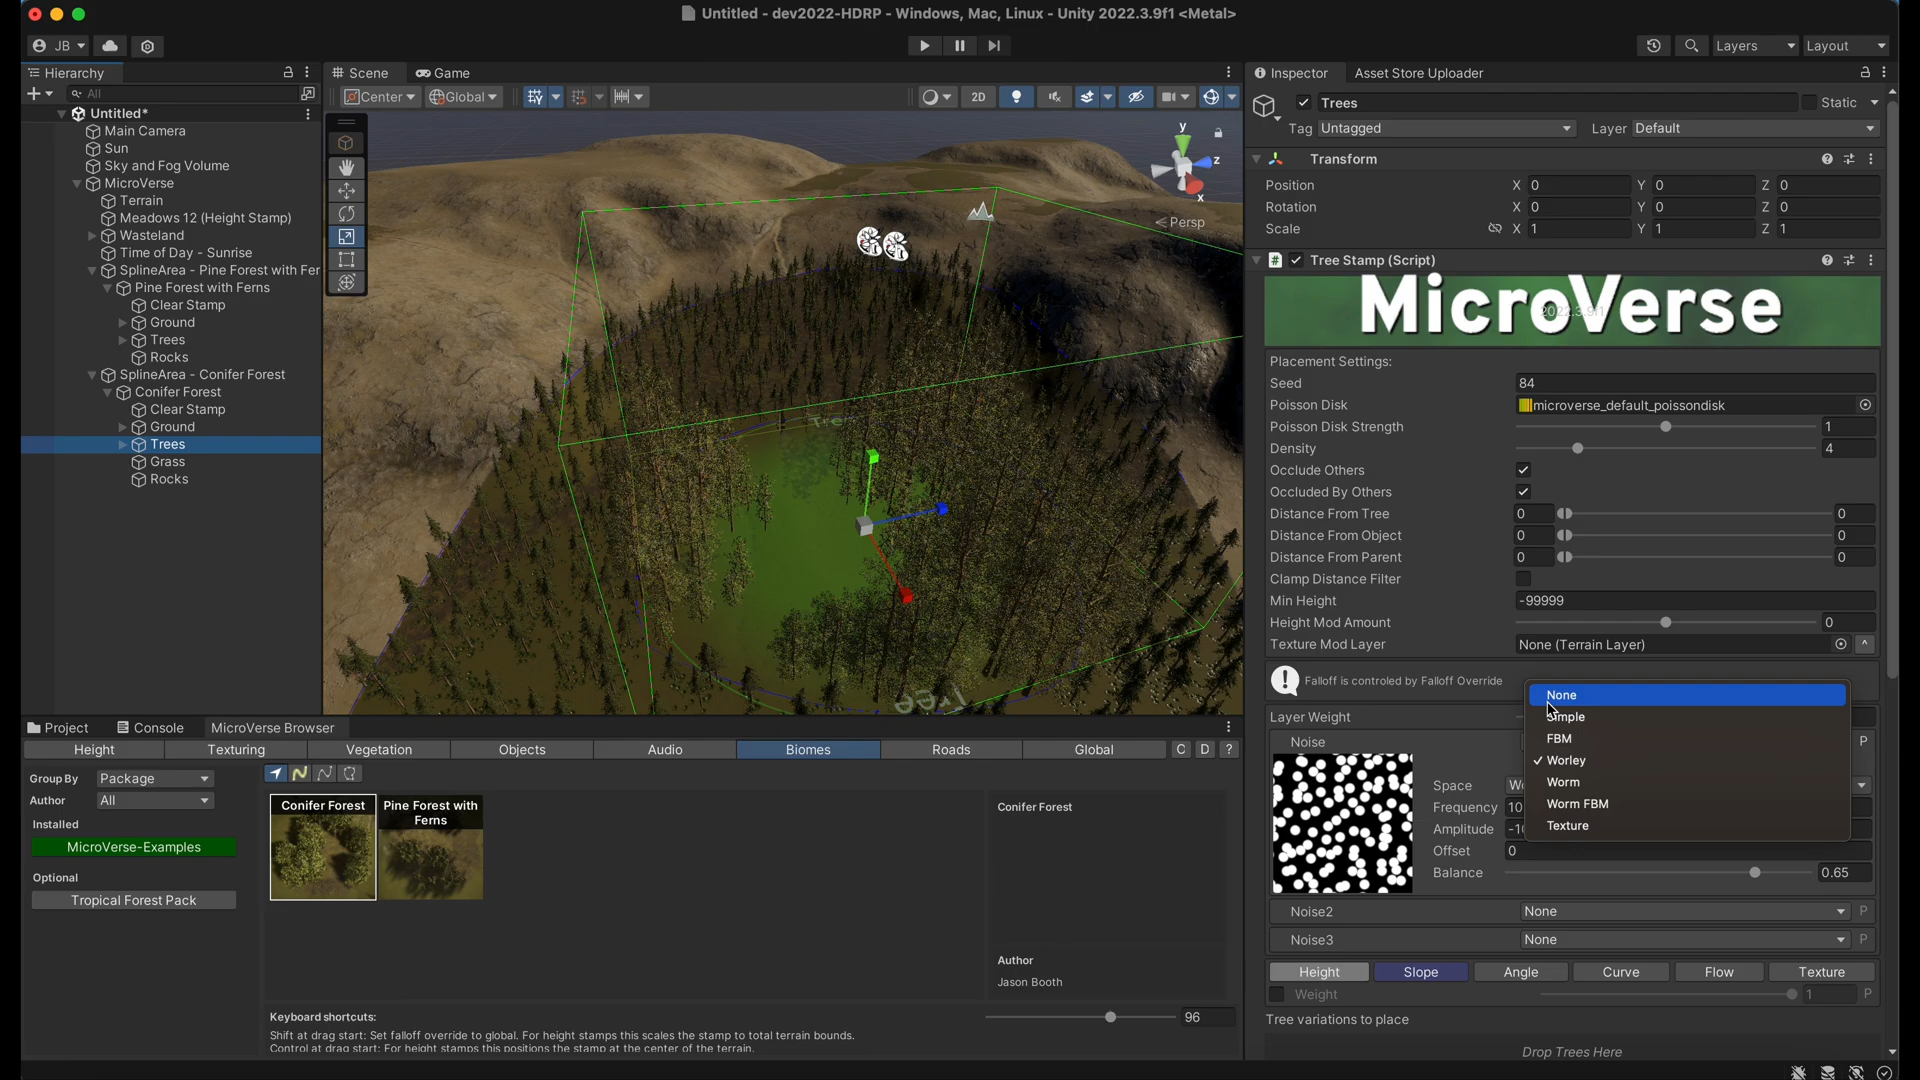 Untitled - dev2022-HDRP - Windows, Mac, Linux - Unity 2022.3.9f1 <Metal>
JB
Layers
Layout
Hierarchy
Scene
Game
Inspector
Asset Store Uploader
All
Center
Global
2D
Trees
Static
Tag
Untagged
Layer
Default
Untitled*
Main Camera
Sun
Sky and Fog Volume
MicroVerse
Terrain
Meadows 12 (Height Stamp)
Wasteland
Time of Day - Sunrise
SplineArea - Pine Forest with Fer
Pine Forest with Ferns
Clear Stamp
Ground
Trees
Rocks
SplineArea - Conifer Forest
Conifer Forest
Clear Stamp
Ground
Trees
Grass
Rocks
y
z
x
Persp
Tree
Tree
Transform
Position X 0 Y 0 Z 0
Rotation X 0 Y 0 Z 0
Scale X 1 Y 1 Z 1
# Tree Stamp (Script)
MicroVerse
2022.3.9f1
Placement Settings:
Seed 84
Poisson Disk microverse_default_poissondisk
Poisson Disk Strength 1
Density 4
Occlude Others
Occluded By Others
Distance From Tree 0 0
Distance From Object 0 0
Distance From Parent 0 0
Clamp Distance Filter
Min Height -99999
Height Mod Amount 0
Texture Mod Layer None (Terrain Layer) ^
Falloff is controled by Falloff Override
Layer Weight
Noise P
None
Simple
FBM
Worley
Worm
Worm FBM
Texture
Space
Frequency 10
Amplitude
Offset 0
Balance 0.65
Noise2 None P
Noise3 None P
Height Slope Angle Curve Flow Texture
Weight 1 P
Tree variations to place
Drop Trees Here
Project
Console
MicroVerse Browser
Height Texturing Vegetation Objects Audio Biomes Roads Global C D ?
Group By Package
Author All
Installed
MicroVerse-Examples
Optional
Tropical Forest Pack
Conifer Forest
Pine Forest with
Ferns
Conifer Forest
Author
Jason Booth
Keyboard shortcuts:
96
Shift at drag start: Set falloff override to global. For height stamps this scales the stamp to total terrain bounds.
Control at drag start: For height stamps this positions the stamp at the center of the terrain.